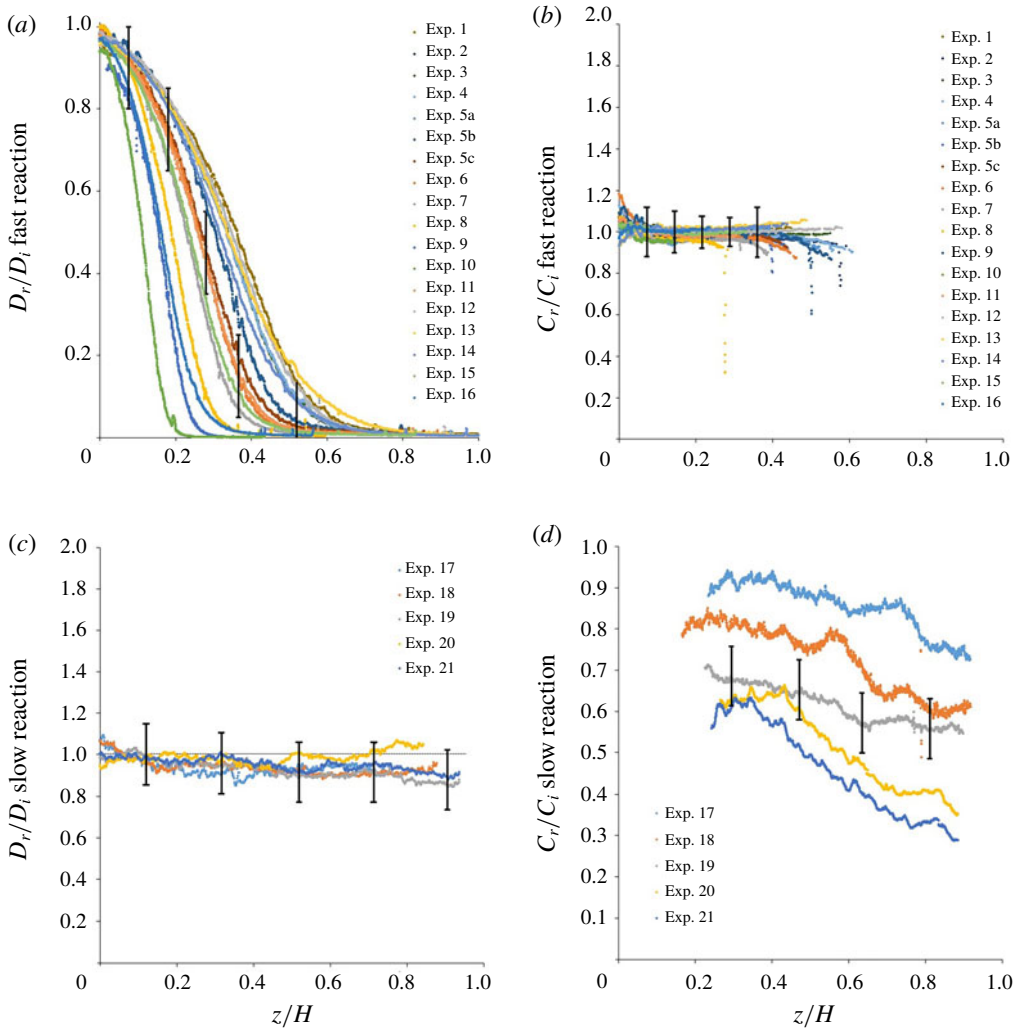 (a)
1.0
0.8
0.6
0.4
0.2
0
0.2
0.4
0.6
0.8
1.0
D_r/D_i fast reaction
Exp. 1
Exp. 2
Exp. 3
Exp. 4
Exp. 5a
Exp. 5b
Exp. 5c
Exp. 6
Exp. 7
Exp. 8
Exp. 9
Exp. 10
Exp. 11
Exp. 12
Exp. 13
Exp. 14
Exp. 15
Exp. 16
(b)
2.0
1.8
1.6
1.4
1.2
1.0
0.8
0.6
0.4
0.2
0
0.2
0.4
0.6
0.8
1.0
C_r/C_i fast reaction
Exp. 1
Exp. 2
Exp. 3
Exp. 4
Exp. 5a
Exp. 5b
Exp. 5c
Exp. 6
Exp. 7
Exp. 8
Exp. 9
Exp. 10
Exp. 11
Exp. 12
Exp. 13
Exp. 14
Exp. 15
Exp. 16
(c)
2.0
1.8
1.6
1.4
1.2
1.0
0.8
0.6
0.4
0.2
0
0.2
0.4
0.6
0.8
1.0
D_r/D_i slow reaction
z/H
Exp. 17
Exp. 18
Exp. 19
Exp. 20
Exp. 21
(d)
1.0
0.9
0.8
0.7
0.6
0.5
0.4
0.3
0.2
0.1
0
0.2
0.4
0.6
0.8
1.0
C_r/C_i slow reaction
z/H
Exp. 17
Exp. 18
Exp. 19
Exp. 20
Exp. 21